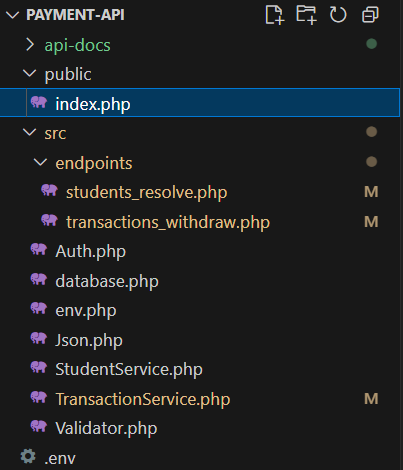 PAYMENT-API
api-docs
public
index.php
src
endpoints
students_resolve.php M
transactions_withdraw.php M
Auth.php
database.php
env.php
Json.php
StudentService.php
TransactionService.php M
Validator.php
.env